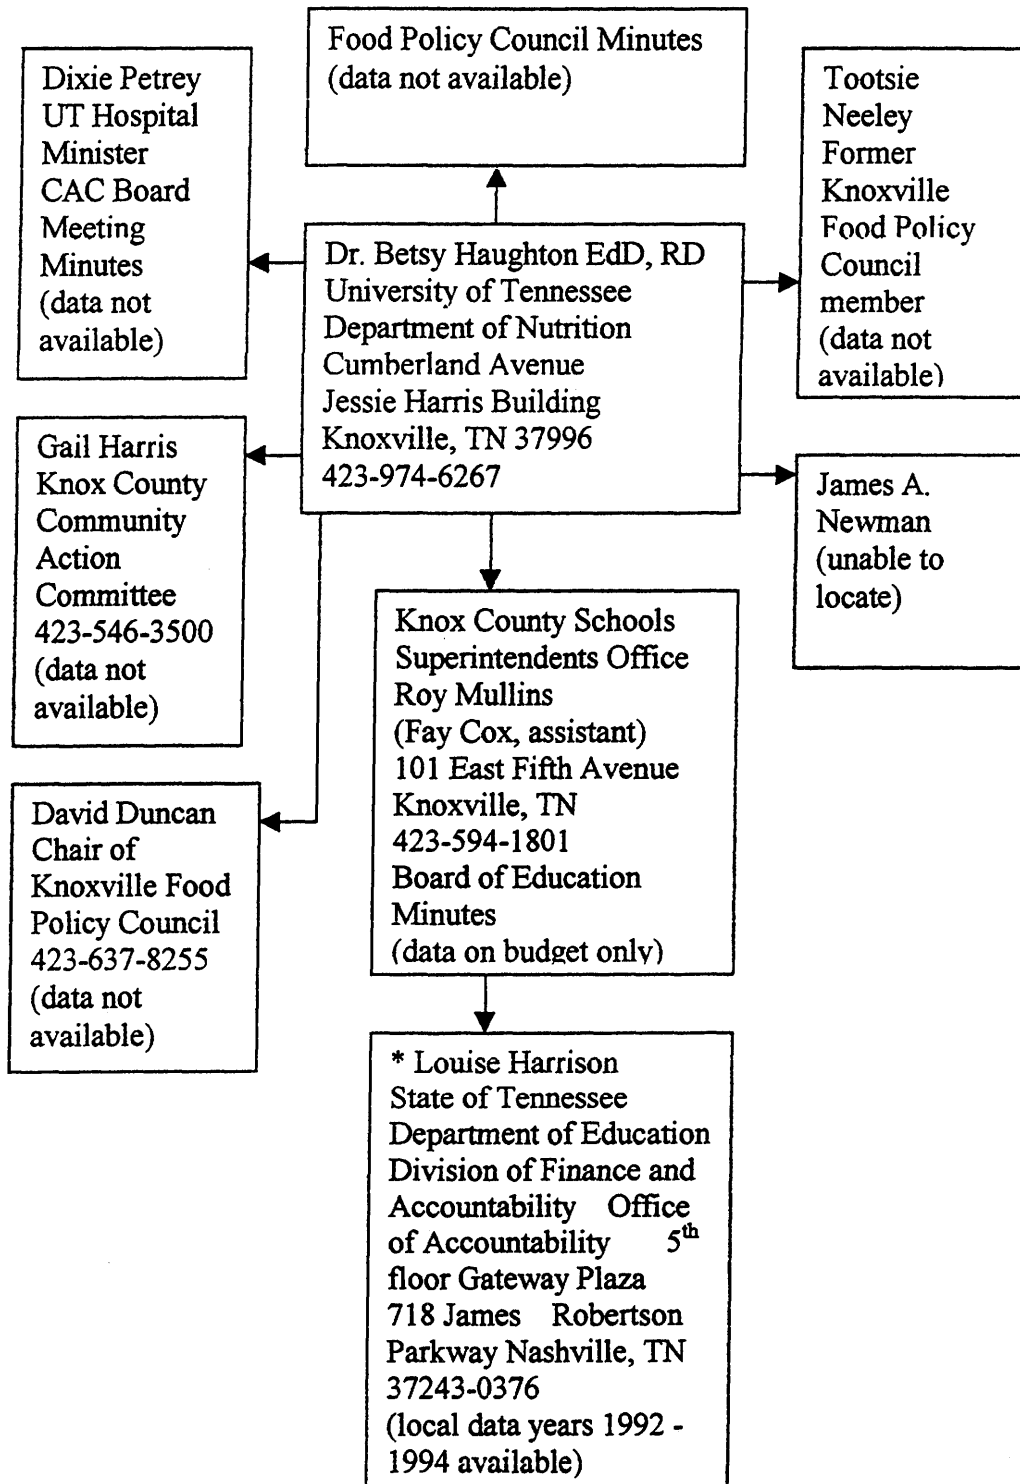 Food Policy Council Minutes
(data not available)
Dixie Petrey
UT Hospital
Minister
CAC Board
Meeting
Minutes
(data not
available)
Tootsie
Neeley
Former
Knoxville
Food Policy
Council
member
(data not
available)
Dr. Betsy Haughton EdD, RD
University of Tennessee
Department of Nutrition
Cumberland Avenue
Jessie Harris Building
Knoxville, TN 37996
423-974-6267
Gail Harris
Knox County
Community
Action
Committee
423-546-3500
(data not
available)
James A.
Newman
(unable to
locate)
Knox County Schools
Superintendents Office
Roy Mullins
(Fay Cox, assistant)
101 East Fifth Avenue
Knoxville, TN
423-594-1801
Board of Education
Minutes
(data on budget only)
David Duncan
Chair of
Knoxville Food
Policy Council
423-637-8255
(data not
available)
* Louise Harrison
State of Tennessee
Department of Education
Division of Finance and
Accountability Office
of Accountability 5th
floor Gateway Plaza
718 James Robertson
Parkway Nashville, TN
37243-0376
(local data years 1992 -
1994 available)